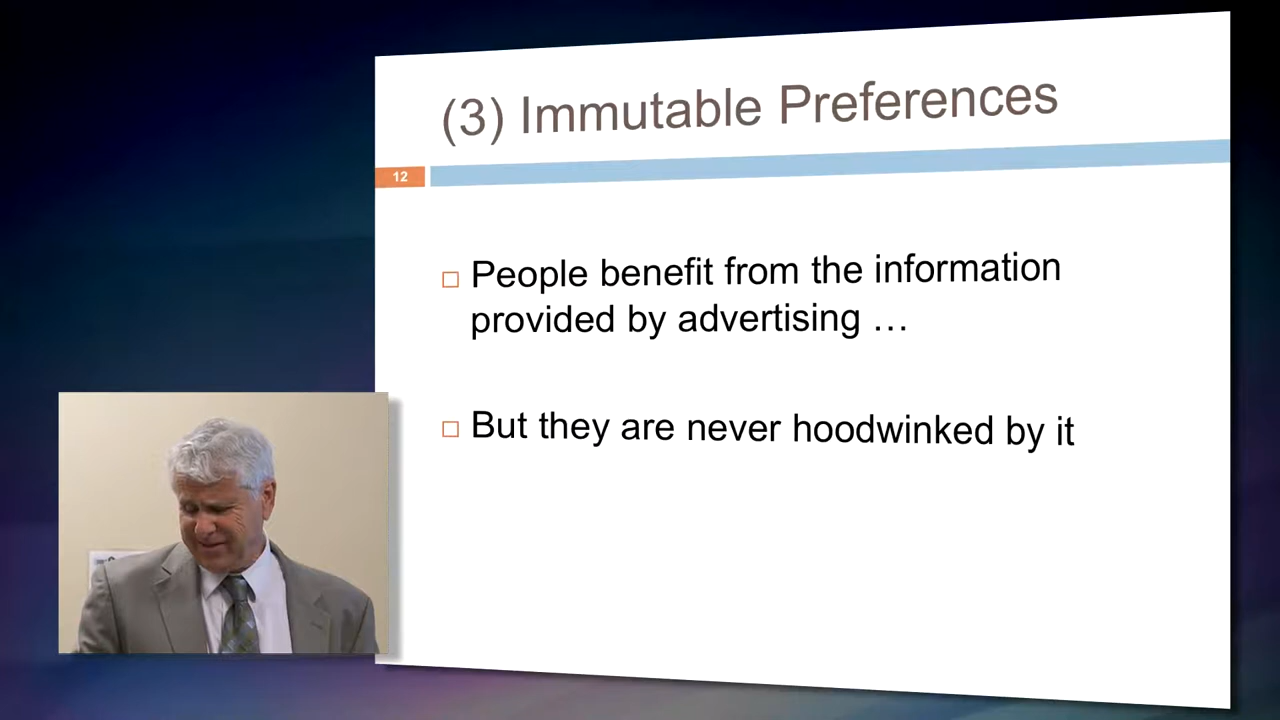 (3) Immutable Preferences
12
People benefit from the information
provided by advertising …
But they are never hoodwinked by it